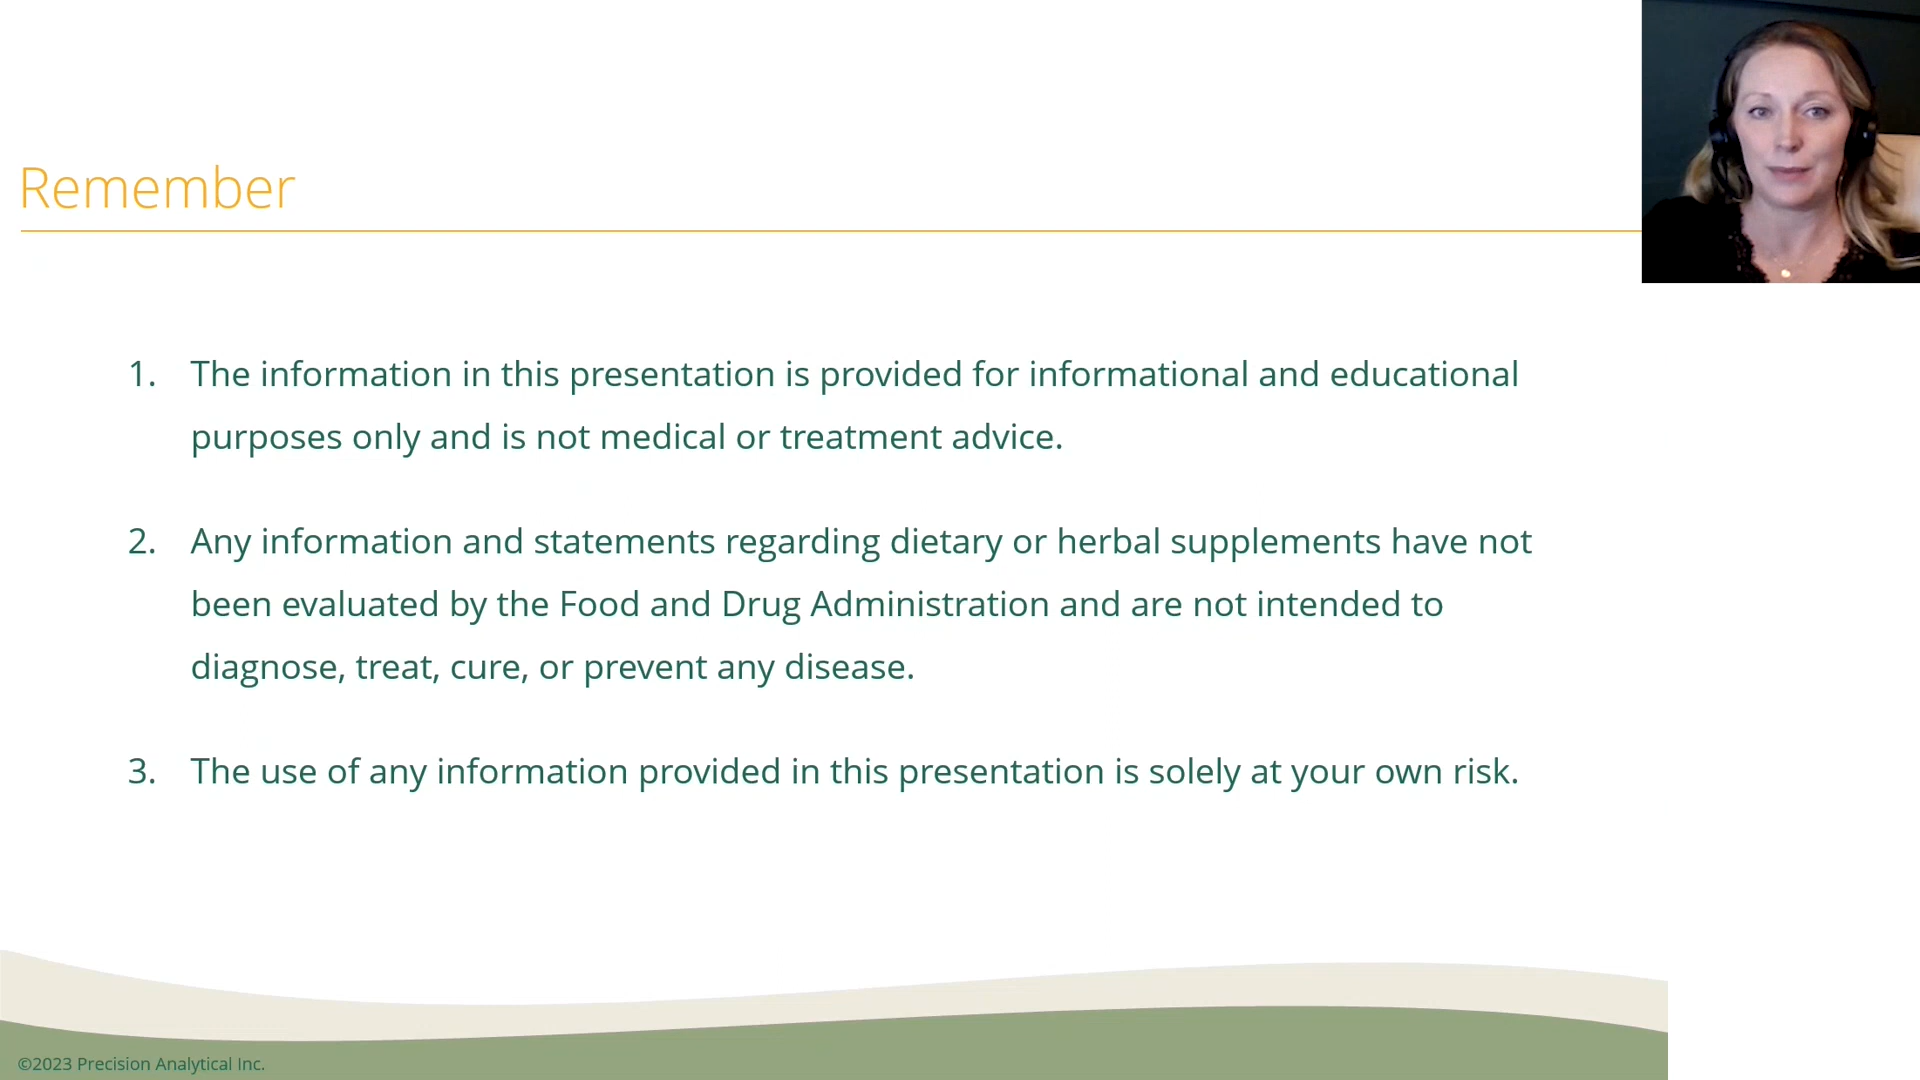 Remember
1. The information in this presentation is provided for informational and educational
purposes only and is not medical or treatment advice.
2. Any information and statements regarding dietary or herbal supplements have not
been evaluated by the Food and Drug Administration and are not intended to
diagnose, treat, cure, or prevent any disease.
3. The use of any information provided in this presentation is solely at your own risk.
©2023 Precision Analytical Inc.